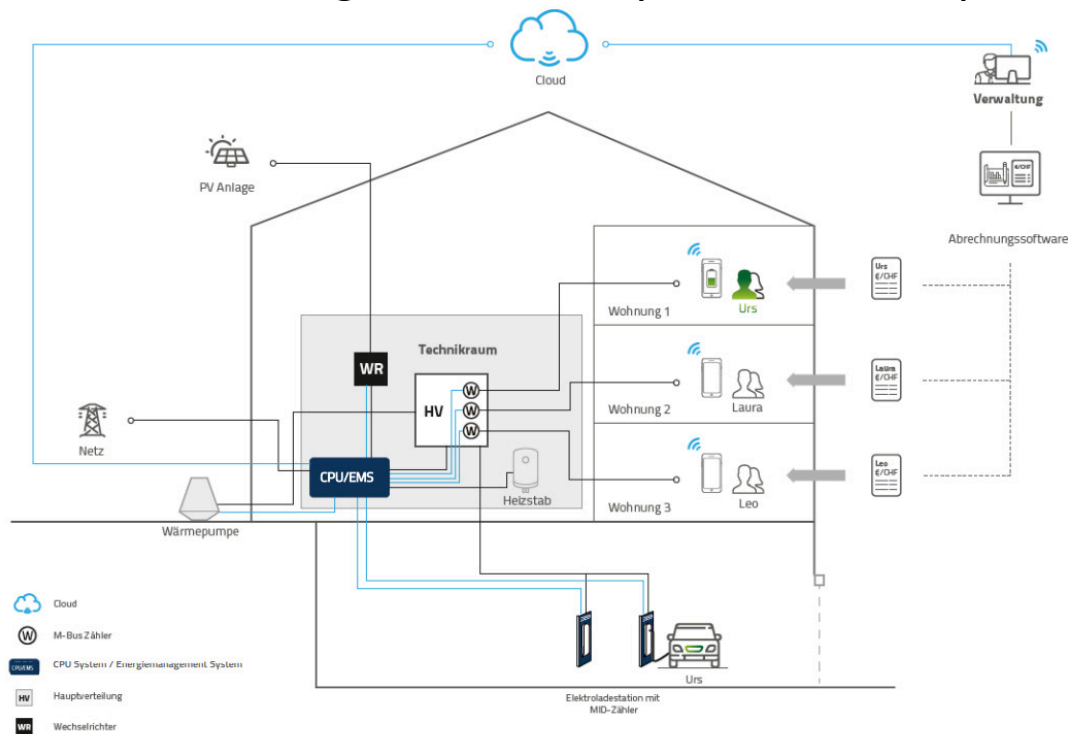 Cloud
Verwaltung
€/CHF
Abrechnungssoftware
PV Anlage
Urs
€/CHF
Wohnung 1
Urs
Technikraum
WR
HV
W
W
W
Laura
€/CHF
Wohnung 2
Laura
Netz
CPU/EMS
Heizstab
Leo
€/CHF
Wohnung 3
Leo
Wärmepumpe
Cloud
W
M-Bus Zähler
CPU/EMS
CPU System / Energiemanagement System
HV
Hauptverteilung
WR
Wechselrichter
Urs
Elektroladestation mit
MID-Zähler